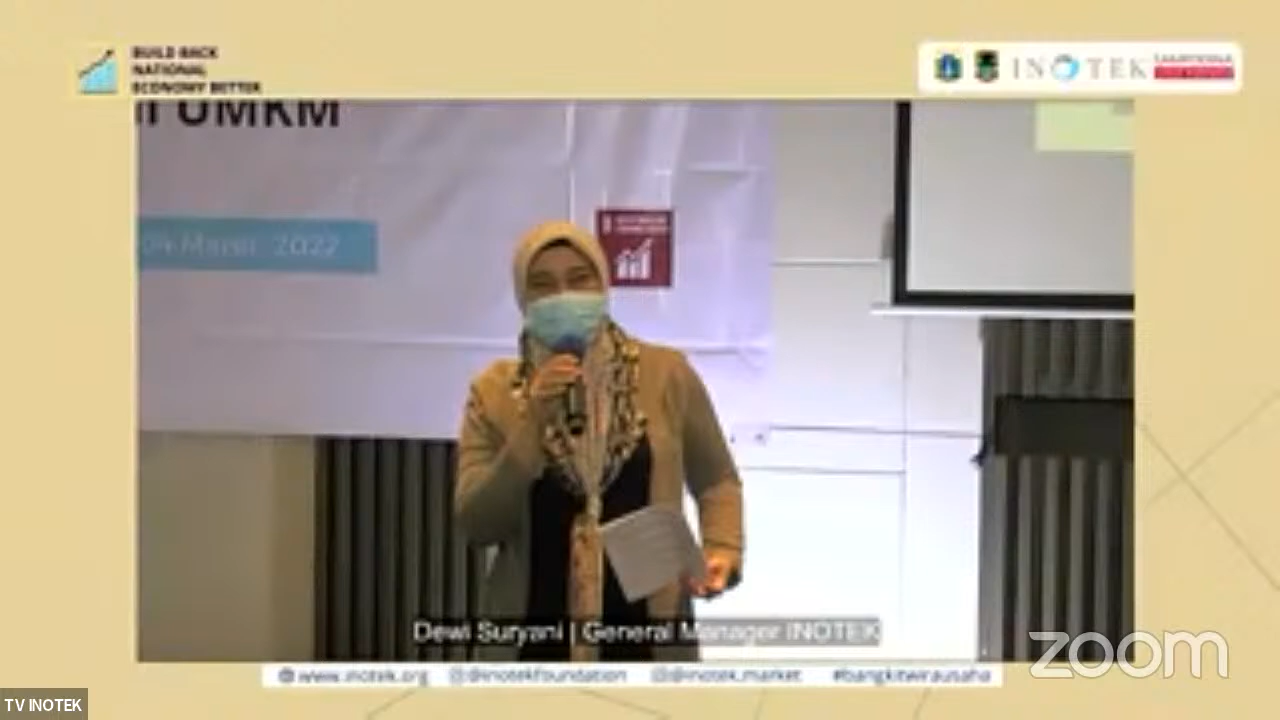 BUILD BACK
NATIONAL
ECONOMY BETTER
INOTEK
UMKM
2022
Dewi Suryani | General Manager INOTEK
zoom
www.inotek.org @inotekfoundation @inotek.market #bangkitwirausaha
TV INOTEK